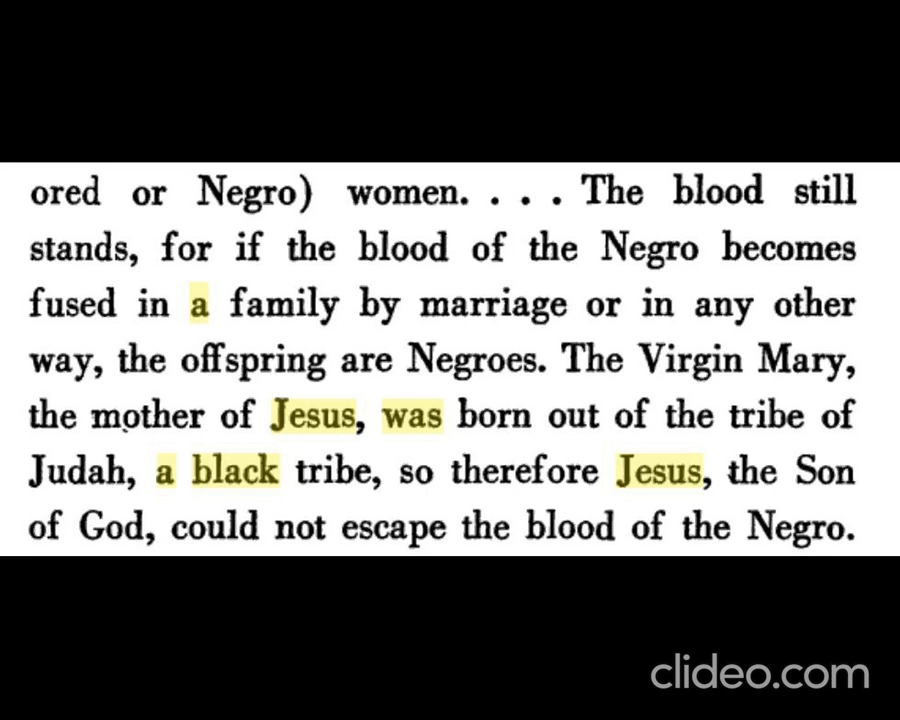 ored or Negro) women. . . . The blood still
stands, for if the blood of the Negro becomes
fused in a family by marriage or in any other
way, the offspring are Negroes. The Virgin Mary,
the mother of Jesus, was born out of the tribe of
Judah, a black tribe, so therefore Jesus, the Son
of God, could not escape the blood of the Negro.
clideo.com